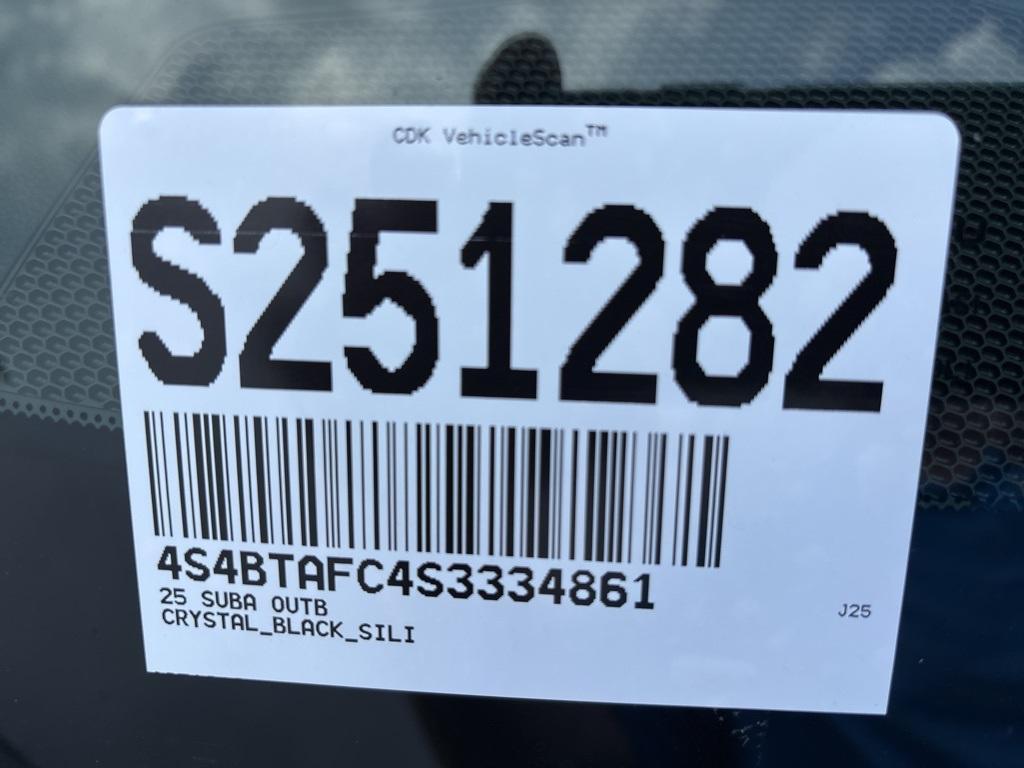 CDK VehicleScan™
S251282
4S4BTAFC4S3334861
25 SUBA OUTB
CRYSTAL_BLACK_SILI
J25